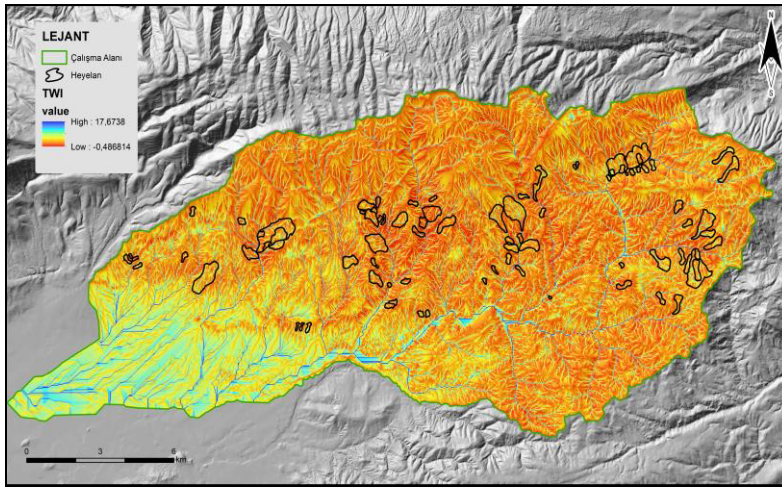 LEJANT
Çalışma Alanı
Heyelan
TWI
value
High : 17,6738
Low : -0,486814
N
S
0 3 6
km